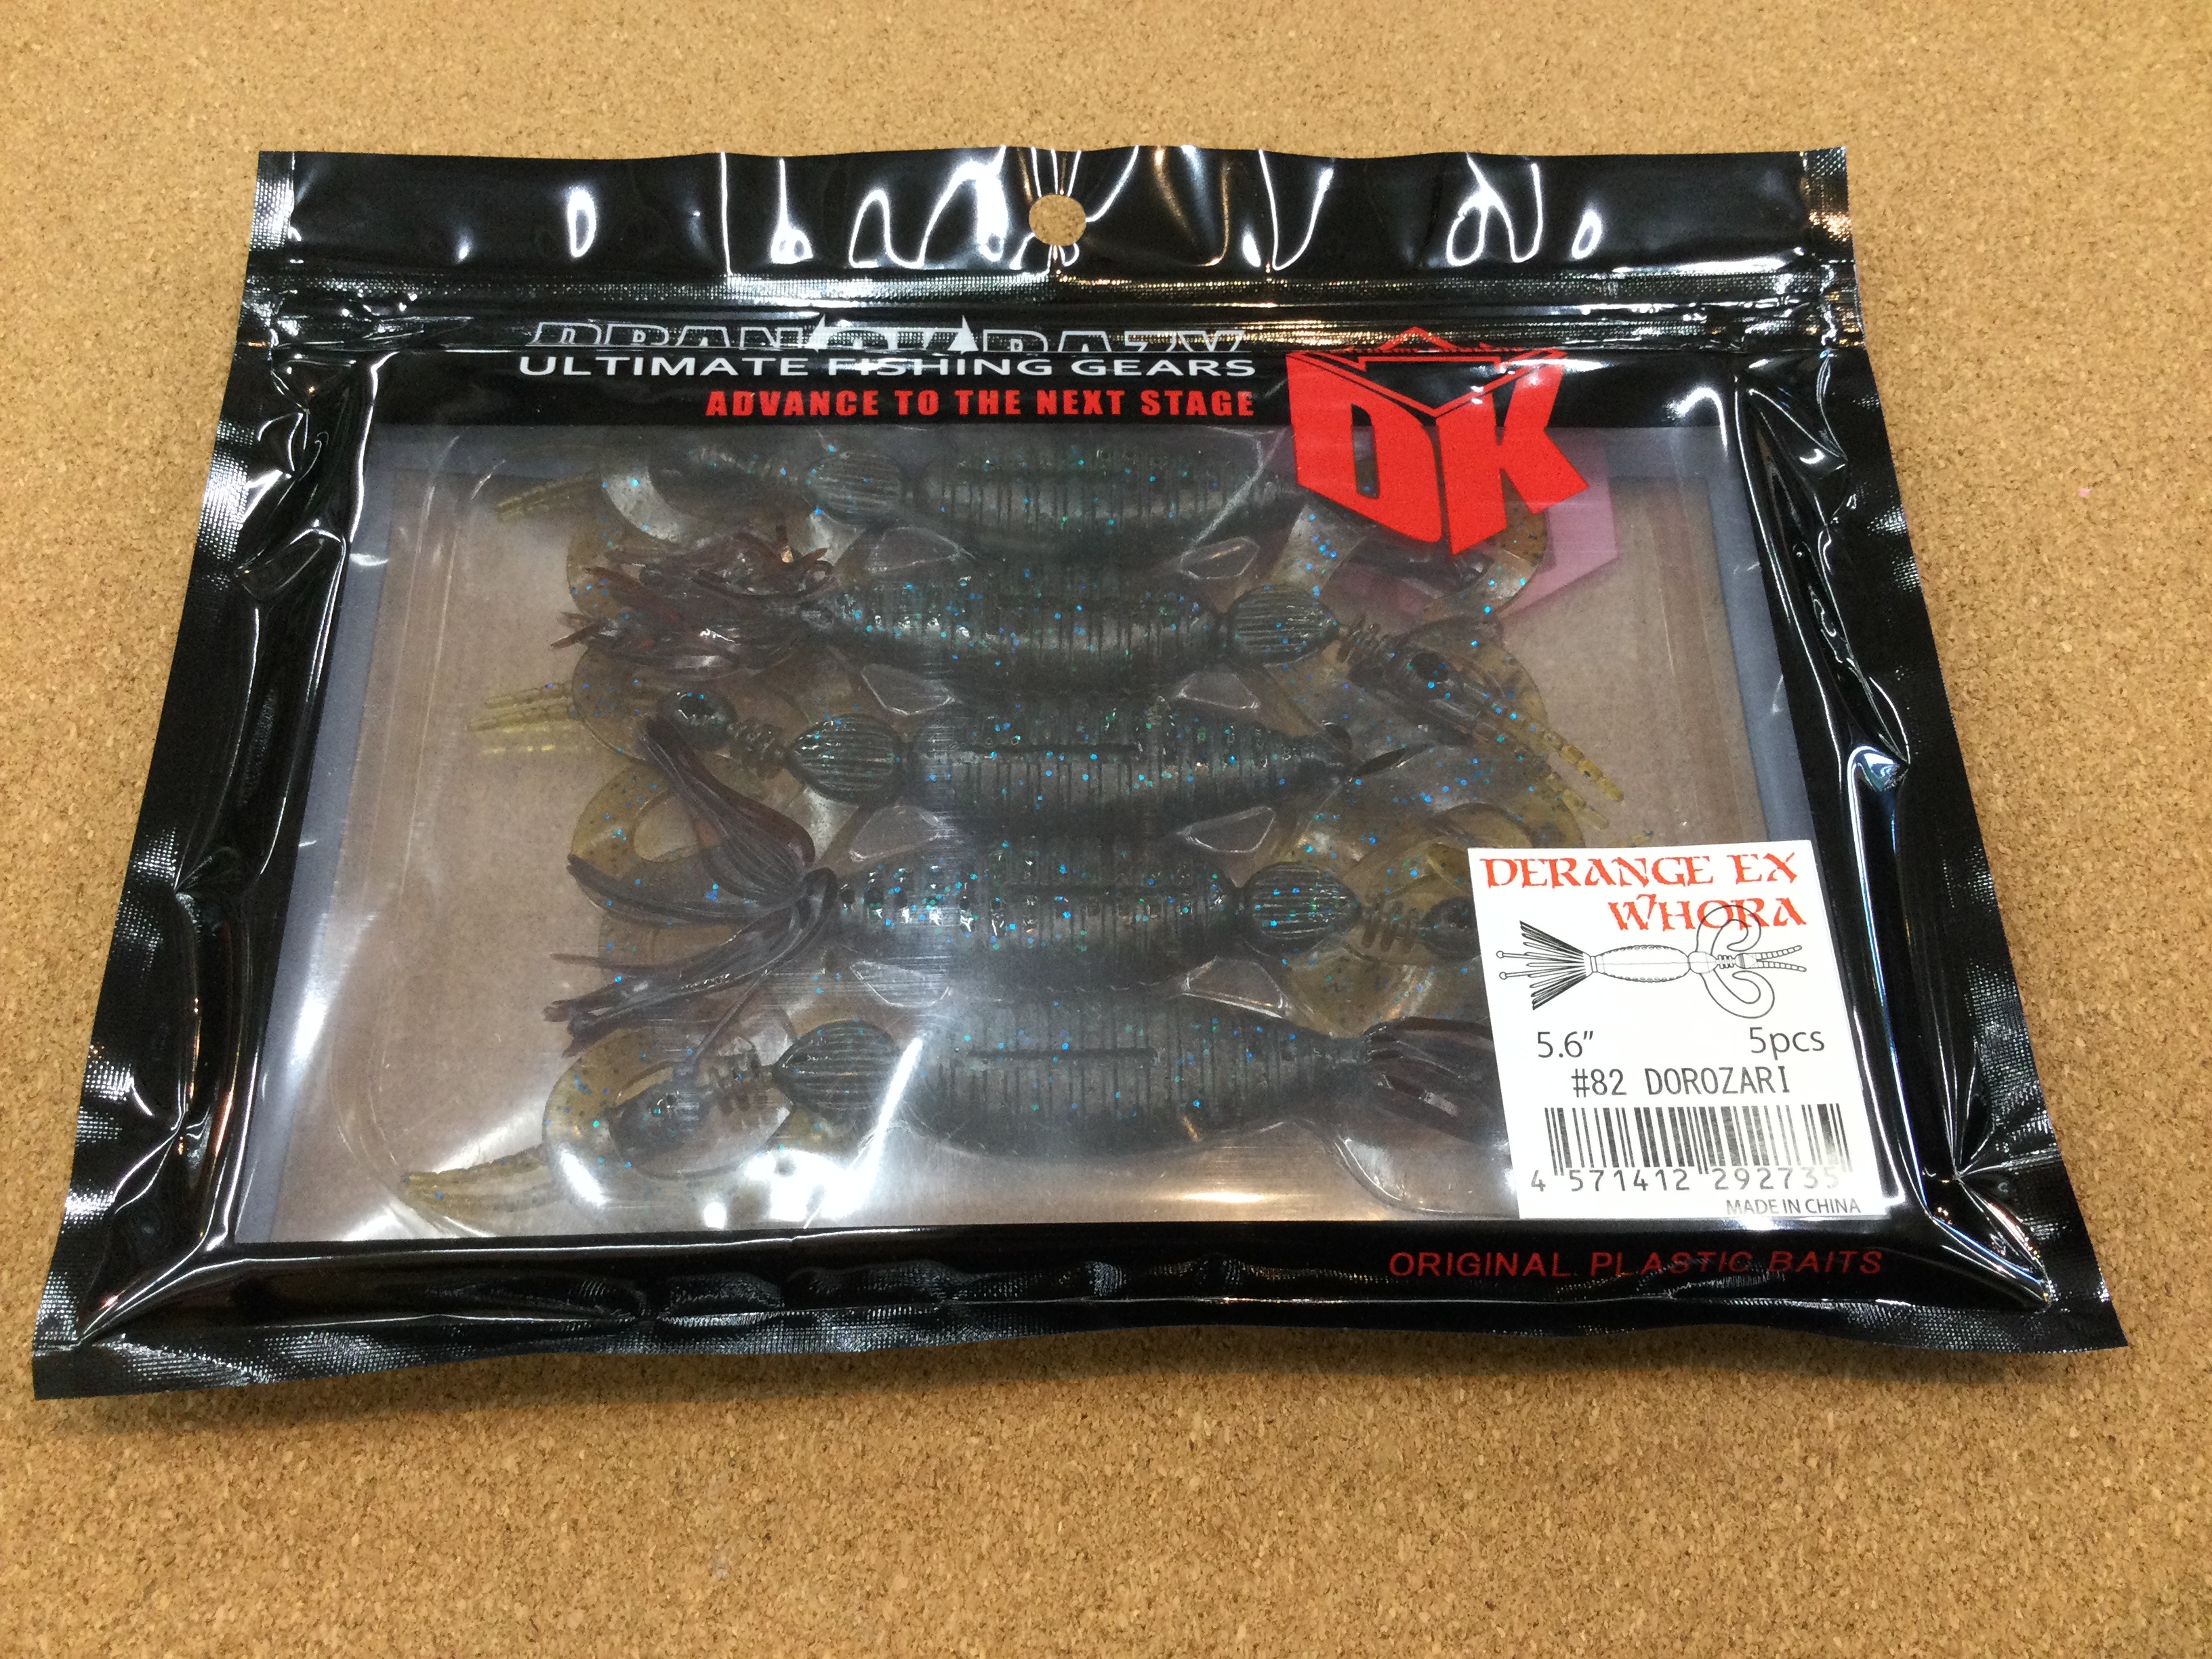 DRANCKRAZY
ULTIMATE FISHING GEARS
ADVANCE TO THE NEXT STAGE
DK
DERANGE EX
WHORA
5.6" 5pcs
#82 DOROZARI
4 571412 292735
MADE IN CHINA
ORIGINAL PLASTIC BAITS